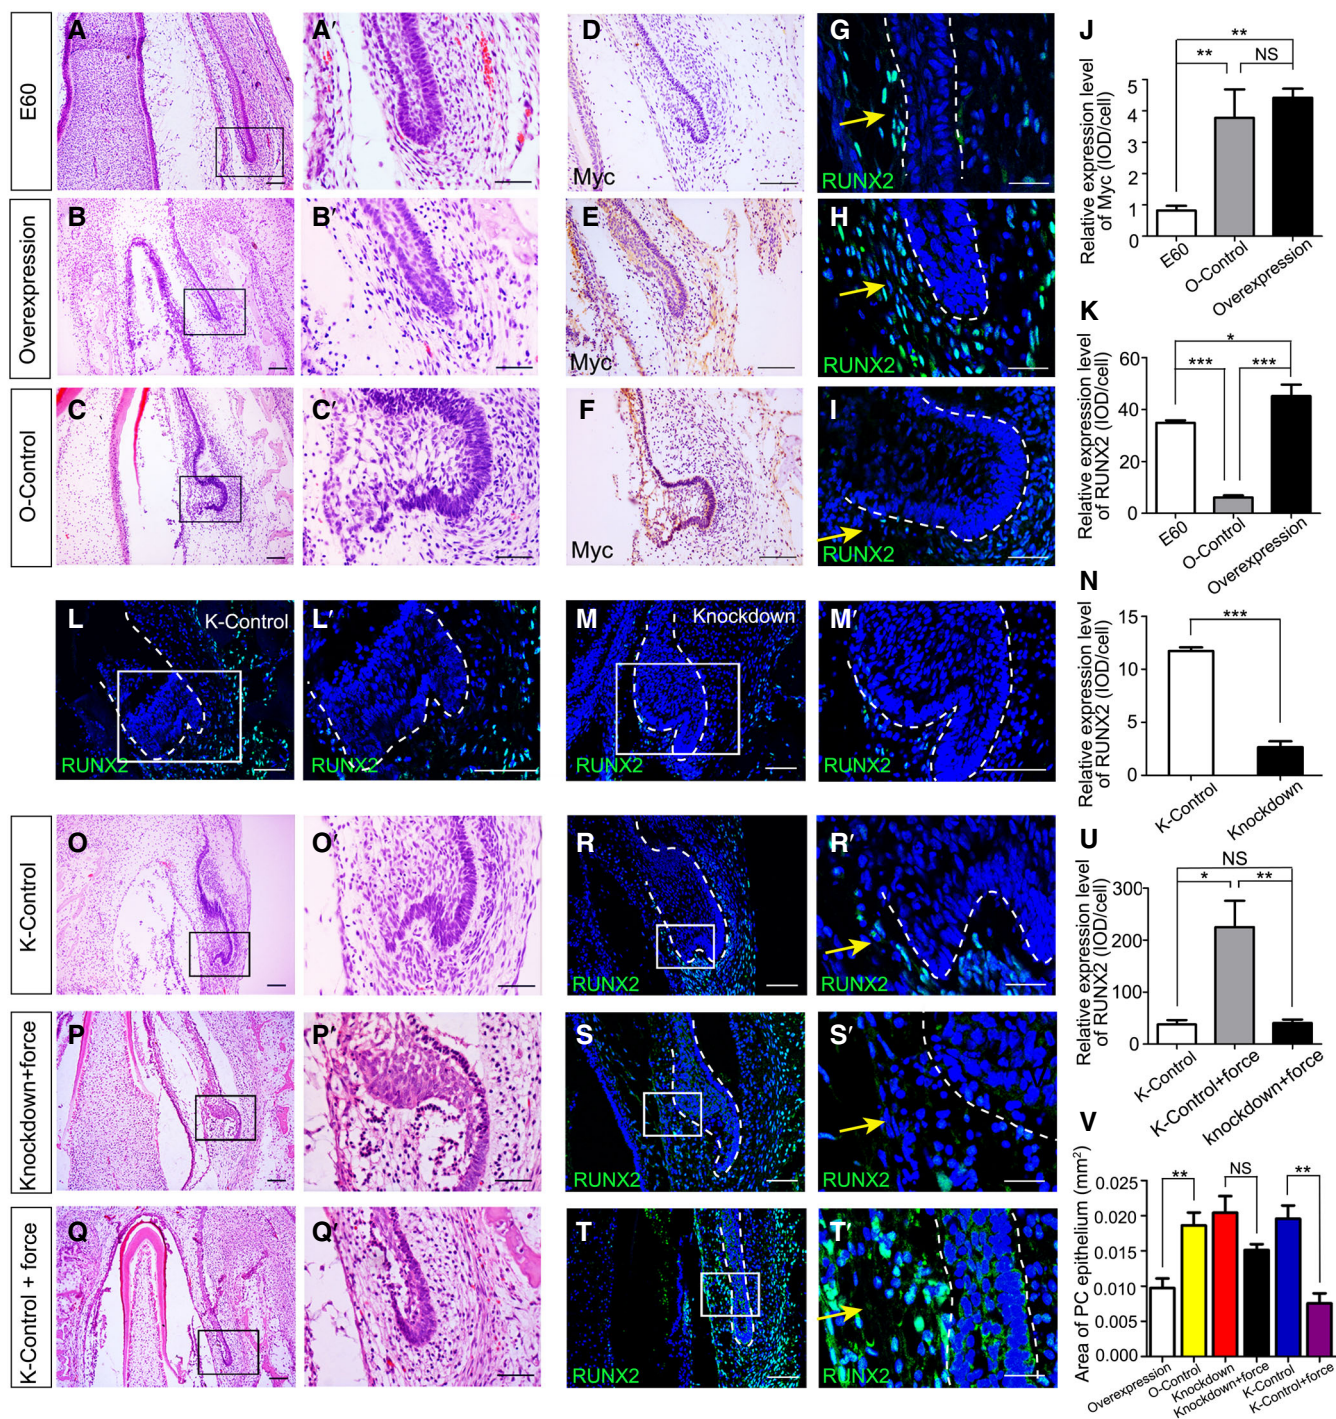 E60
A
A′
D
Myc
G
RUNX2
Overexpression
B
B′
E
Myc
H
RUNX2
O-Control
C
C′
F
Myc
I
RUNX2
J
Relative expression level
of Myc (IOD/cell)
**
** NS
5
4
3
2
1
0
E60
O-Control
Overexpression
K
Relative expression level
of RUNX2 (IOD/cell)
*
*** ***
60
40
20
0
E60
O-Control
Overexpression
L
K-Control
RUNX2
L′
RUNX2
M
Knockdown
RUNX2
M′
RUNX2
N
Relative expression level
of RUNX2 (IOD/cell)
***
15
10
5
0
K-Control
Knockdown
K-Control
O
O′
R
RUNX2
R′
RUNX2
Knockdown+force
P
P′
S
RUNX2
S′
RUNX2
K-Control + force
Q
Q′
T
RUNX2
T′
RUNX2
U
Relative expression level
of RUNX2 (IOD/cell)
NS
* **
300
200
100
0
K-Control
K-Control+force
knockdown+force
V
Area of PC epithelium (mm²)
** NS **
0.025
0.020
0.015
0.010
0.005
0.000
Overexpression
O-Control
Knockdown
Knockdown+force
K-Control
K-Control+force